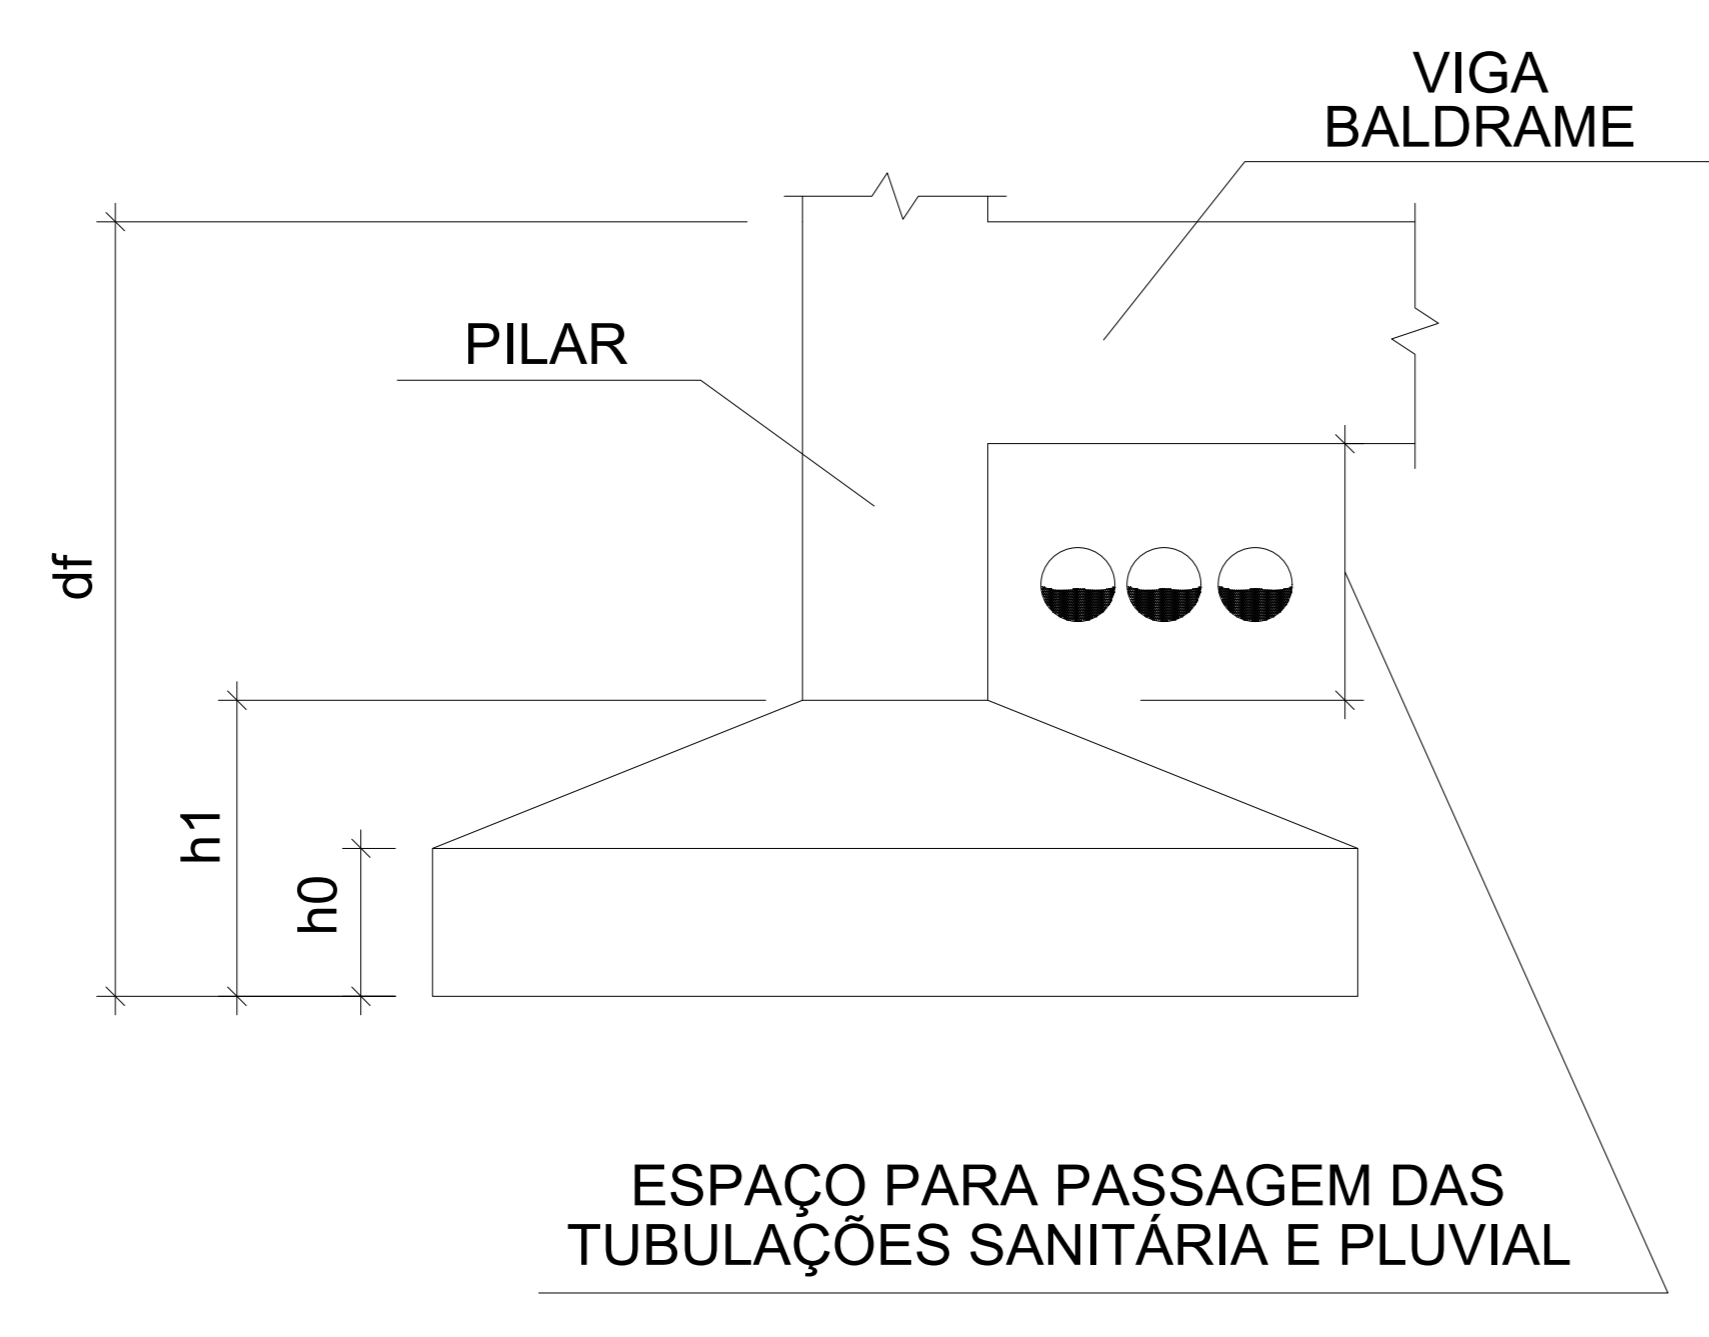 VIGA
BALDRAME
PILAR
df
h1
h0
ESPAÇO PARA PASSAGEM DAS
TUBULAÇÕES SANITÁRIA E PLUVIAL